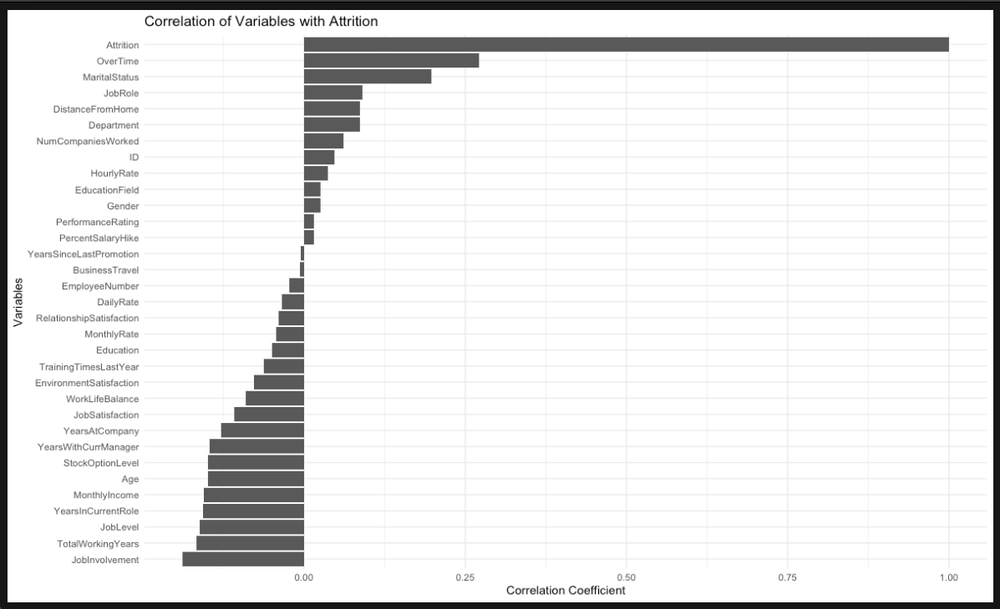 Correlation of Variables with Attrition
Attrition
OverTime
MaritalStatus
JobRole
DistanceFromHome
Department
NumCompaniesWorked
ID
HourlyRate
EducationField
Gender
PerformanceRating
PercentSalaryHike
YearsSinceLastPromotion
BusinessTravel
EmployeeNumber
DailyRate
RelationshipSatisfaction
MonthlyRate
Education
TrainingTimesLastYear
EnvironmentSatisfaction
WorkLifeBalance
JobSatisfaction
YearsAtCompany
YearsWithCurrManager
StockOptionLevel
Age
MonthlyIncome
YearsInCurrentRole
JobLevel
TotalWorkingYears
JobInvolvement
Variables
0.00 0.25 0.50 0.75 1.00
Correlation Coefficient